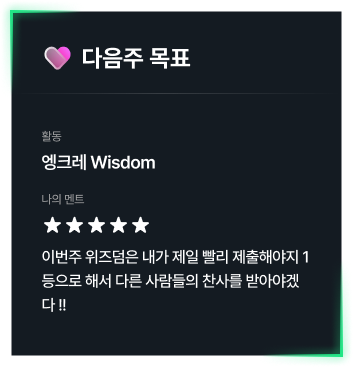 다음주 목표
활동
엥크레 Wisdom
나의 멘트
★★★★★
이번주 위즈덤은 내가 제일 빨리 제출해야지 1
등으로 해서 다른 사람들의 찬사를 받아야겠
다 !!